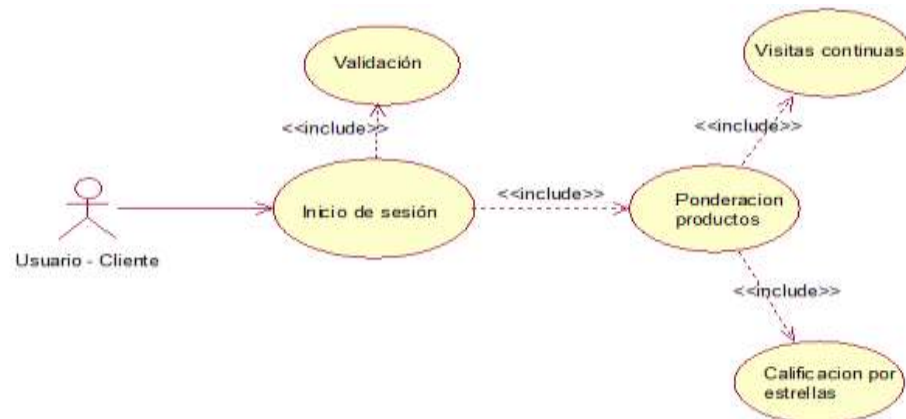 Validación
Visitas continuas
<<include>>
<<include>>
<<include>>
Inicio de sesión
Ponderacion
productos
Usuario - Cliente
<<include>>
Calificacion por
estrellas